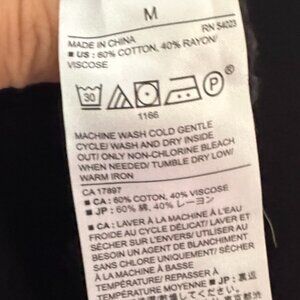 M
MADE IN CHINA RN 54023
■ US : 60% COTTON, 40% RAYON/
VISCOSE
30 P ®
1166
MACHINE WASH COLD GENTLE
CYCLE/ WASH AND DRY INSIDE
OUT/ ONLY NON-CHLORINE BLEACH
WHEN NEEDED/ TUMBLE DRY LOW/
WARM IRON
CA 17897
■ CA : 60% COTTON, 40% VISCOSE
■ JP : 60% 綿, 40% レーヨン
■ CA : LAVER À LA MACHINE À L'EAU
FROIDE AU CYCLE DÉLICAT/ LAVER ET
SÉCHER SUR L'ENVERS/ UTILISER AU
BESOIN UN AGENT DE BLANCHIMENT
SANS CHLORE UNIQUEMENT/ SÉCHER
À LA MACHINE À BASSE
TEMPÉRATURE/ REPASSER À
TEMPÉRATURE MOYENNE ■ JP : 裏返